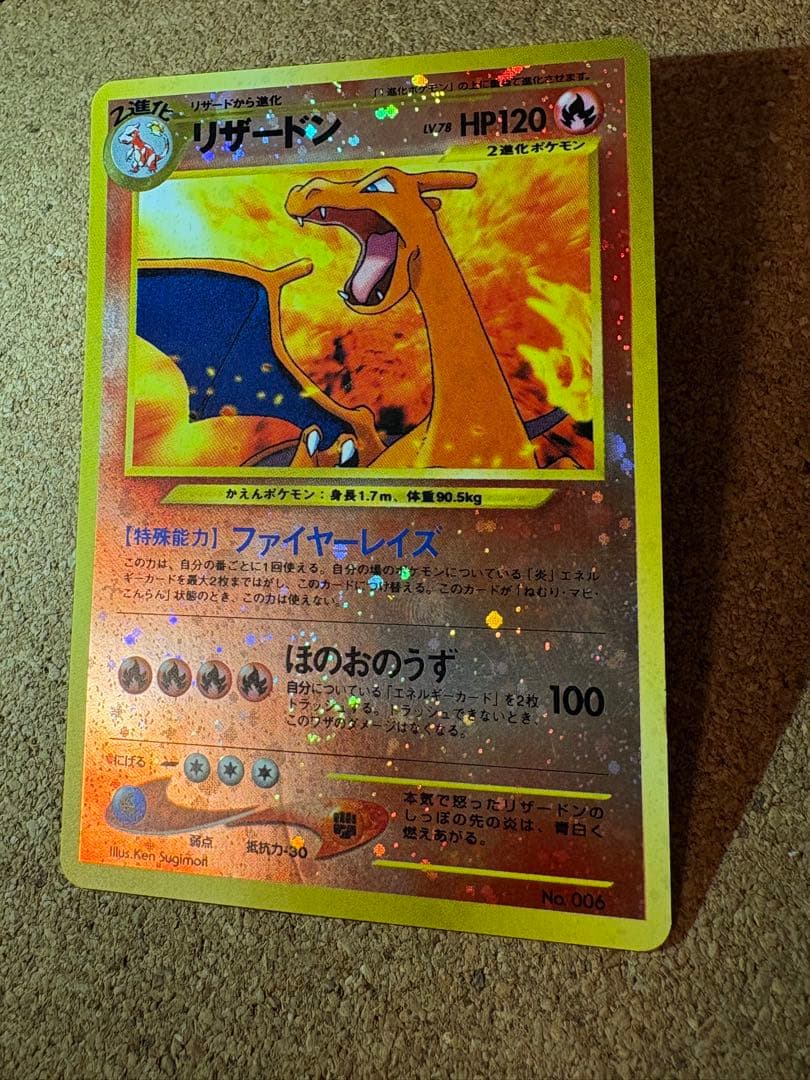 2進化
リザードから進化
「1進化ポケモン」の上に重ねて進化させます。
リザードン
LV.78 HP120
2進化ポケモン
かえんポケモン：身長1.7m、体重90.5kg
【特殊能力】ファイヤーレイズ
この力は、自分の番ごとに1回使える。自分の場のポケモンについている「炎」エネル
ギーカードを最大2枚まではがし、このカードにつけ替える。このカードが「ねむり・マヒ・
こんらん」状態のとき、この力は使えない。
ほのおのうず
自分についている「エネルギーカード」を2枚
トラッシュする。トラッシュできないとき、
このワザのダメージはなくなる。
100
にげる
弱点
抵抗力-30
本気で怒ったリザードンの
しっぽの先の炎は、青白く
燃えあがる。
Illus.Ken Sugimori
No. 006